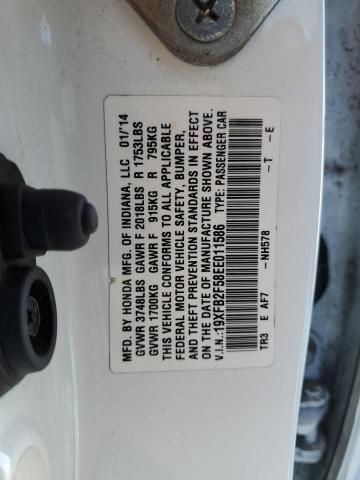 MFD. BY HONDA MFG. OF INDIANA, LLC 01/14
GVWR 3748LBS GAWR F 2018LBS R 1753LBS
GVWR 1700KG GAWR F 915KG R 795KG
THIS VEHICLE CONFORMS TO ALL APPLICABLE
FEDERAL MOTOR VEHICLE SAFETY, BUMPER,
AND THEFT PREVENTION STANDARDS IN EFFECT
ON THE DATE OF MANUFACTURE SHOWN ABOVE.
V.I.N.:19XFB2F58EE011586 TYPE: PASSENGER CAR
TR3 E AF7 -NH578 -T -E